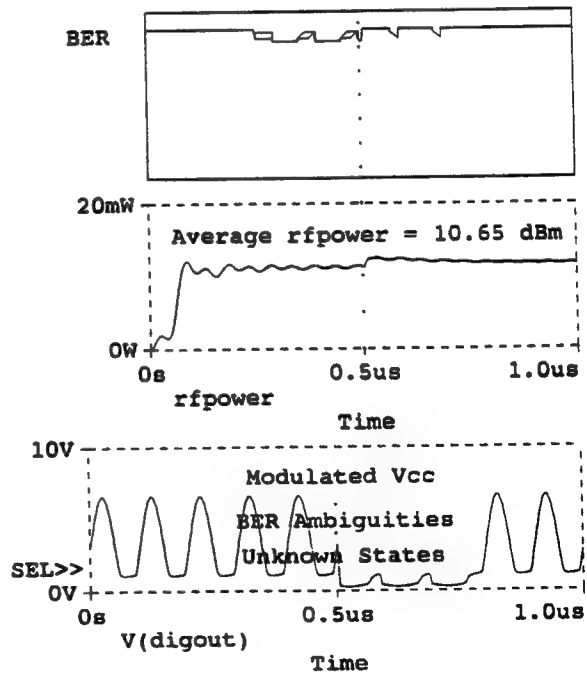 BER
20mW
Average rfpower = 10.65 dBm
0W
0s
0.5us
1.0us
rfpower
Time
10V
Modulated Vcc
BER Ambiguities
Unknown States
SEL>>
0V
0s
0.5us
1.0us
V(digout)
Time